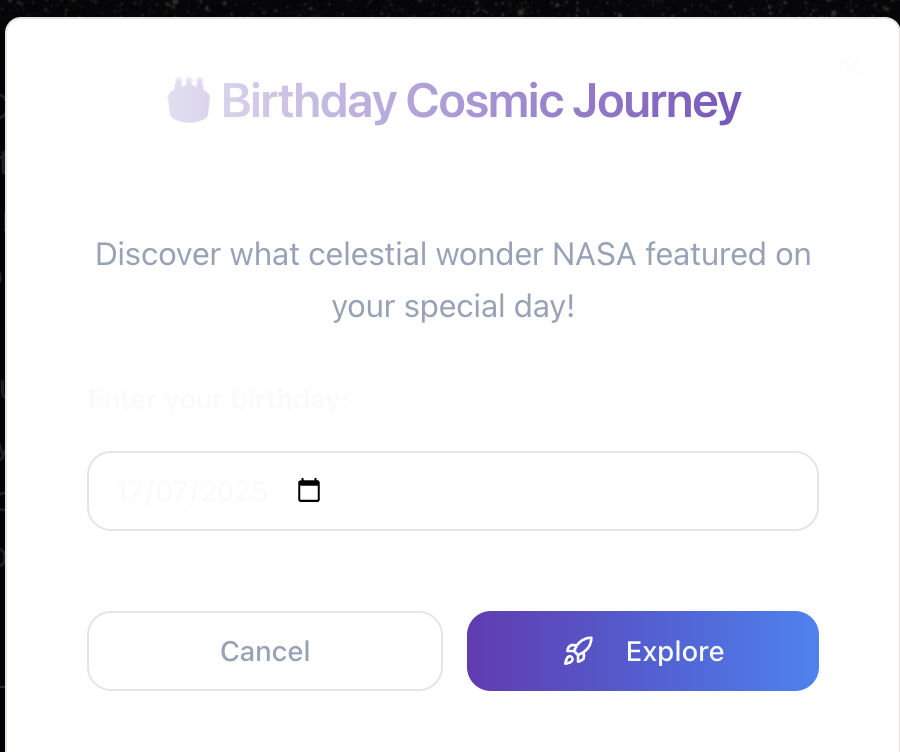 Birthday Cosmic Journey
Discover what celestial wonder NASA featured on
your special day!
Enter your birthday:
17/07/2025
Cancel
Explore